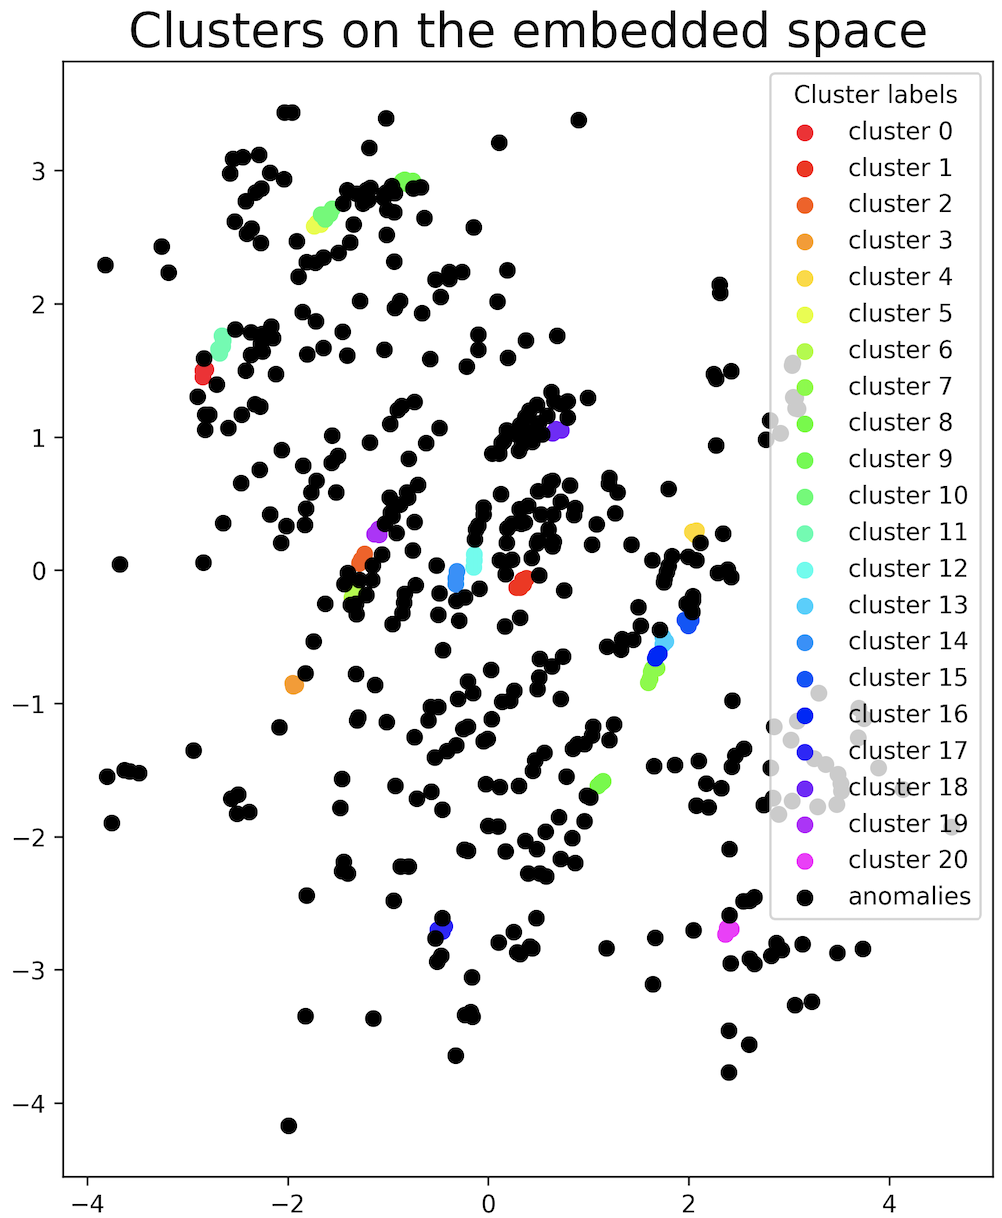 Clusters on the embedded space
Cluster labels
cluster 0
cluster 1
cluster 2
cluster 3
cluster 4
cluster 5
cluster 6
cluster 7
cluster 8
cluster 9
cluster 10
cluster 11
cluster 12
cluster 13
cluster 14
cluster 15
cluster 16
cluster 17
cluster 18
cluster 19
cluster 20
anomalies
3
2
1
0
−1
−2
−3
−4
−4 −2 0 2 4